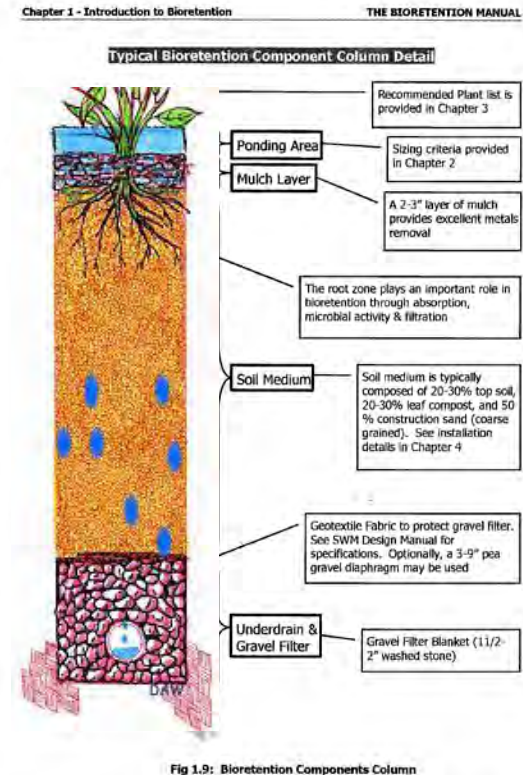 Chapter 1 - Introduction to Bioretention
THE BIORETENTION MANUAL
Typical Bioretention Component Column Detail
Recommended Plant list is
provided in Chapter 3
Ponding Area
Sizing criteria provided
in Chapter 2
Mulch Layer
A 2-3" layer of mulch
provides excellent metals
removal
The root zone plays an important role in
bioretention through absorption,
microbial activity & filtration
Soil Medium
Soil medium is typically
composed of 20-30% top soil,
20-30% leaf compost, and 50
% construction sand (coarse
grained). See installation
details in Chapter 4
Geotextile Fabric to protect gravel filter.
See SWM Design Manual for
specifications. Optionally, a 3-9" pea
gravel diaphragm may be used
Underdrain &
Gravel Filter
Gravel Filter Blanket (11/2-
2" washed stone)
DAW
Fig 1.9: Bioretention Components Column